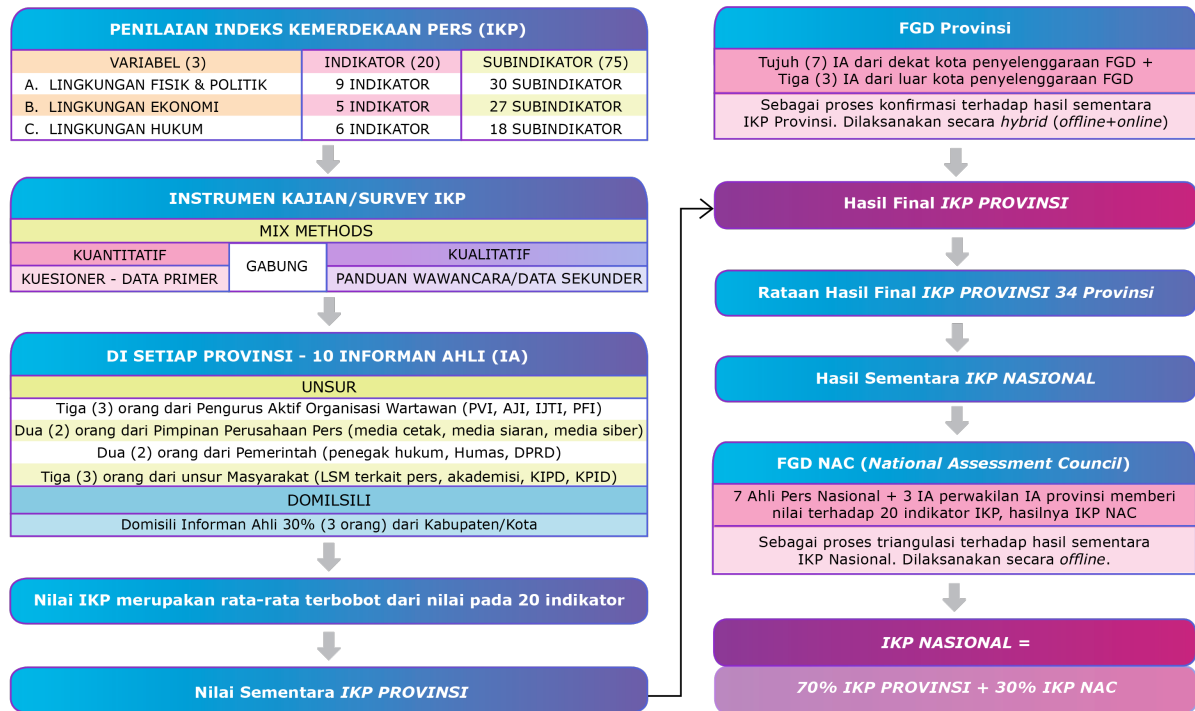 PENILAIAN INDEKS KEMERDEKAAN PERS (IKP)
VARIABEL (3) INDIKATOR (20) SUBINDIKATOR (75)
A. LINGKUNGAN FISIK & POLITIK 9 INDIKATOR 30 SUBINDIKATOR
B. LINGKUNGAN EKONOMI 5 INDIKATOR 27 SUBINDIKATOR
C. LINGKUNGAN HUKUM 6 INDIKATOR 18 SUBINDIKATOR
INSTRUMEN KAJIAN/SURVEY IKP
MIX METHODS
KUANTITATIF GABUNG KUALITATIF
KUESIONER - DATA PRIMER PANDUAN WAWANCARA/DATA SEKUNDER
DI SETIAP PROVINSI - 10 INFORMAN AHLI (IA)
UNSUR
Tiga (3) orang dari Pengurus Aktif Organisasi Wartawan (PVI, AJI, IJTI, PFI)
Dua (2) orang dari Pimpinan Perusahaan Pers (media cetak, media siaran, media siber)
Dua (2) orang dari Pemerintah (penegak hukum, Humas, DPRD)
Tiga (3) orang dari unsur Masyarakat (LSM terkait pers, akademisi, KIPD, KPID)
DOMILSILI
Domisili Informan Ahli 30% (3 orang) dari Kabupaten/Kota
Nilai IKP merupakan rata-rata terbobot dari nilai pada 20 indikator
Nilai Sementara IKP PROVINSI
FGD Provinsi
Tujuh (7) IA dari dekat kota penyelenggaraan FGD +
Tiga (3) IA dari luar kota penyelenggaraan FGD
Sebagai proses konfirmasi terhadap hasil sementara
IKP Provinsi. Dilaksanakan secara hybrid (offline+online)
Hasil Final IKP PROVINSI
Rataan Hasil Final IKP PROVINSI 34 Provinsi
Hasil Sementara IKP NASIONAL
FGD NAC (National Assessment Council)
7 Ahli Pers Nasional + 3 IA perwakilan IA provinsi memberi
nilai terhadap 20 indikator IKP, hasilnya IKP NAC
Sebagai proses triangulasi terhadap hasil sementara
IKP Nasional. Dilaksanakan secara offline.
IKP NASIONAL =
70% IKP PROVINSI + 30% IKP NAC